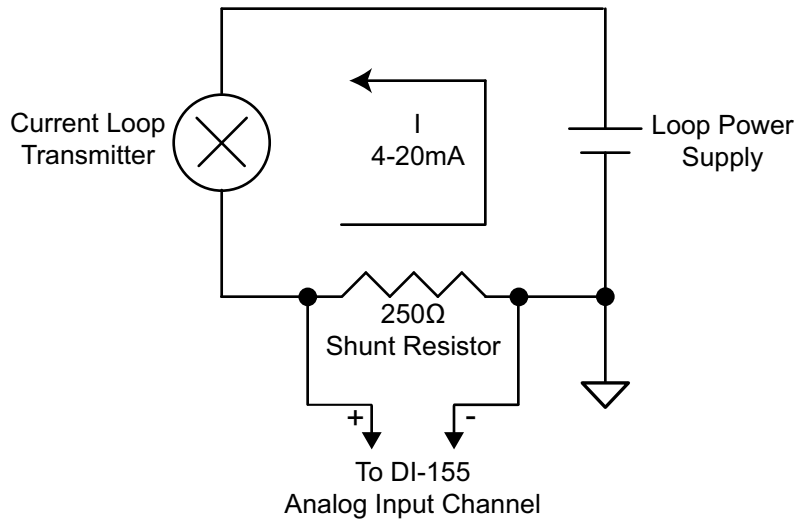 Current Loop
Transmitter
I
4-20mA
Loop Power
Supply
250Ω
Shunt Resistor
+
-
To DI-155
Analog Input Channel